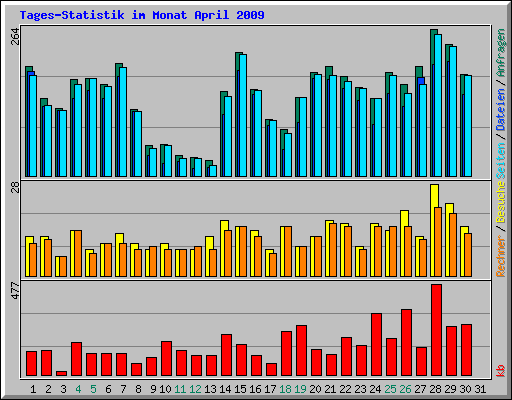 Tages-Statistik im Monat April 2009
264
28
477
Rechner / Besuche Seiten / Dateien / Anfragen
kb
1 2 3 4 5 6 7 8 9 10 11 12 13 14 15 16 17 18 19 20 21 22 23 24 25 26 27 28 29 30 31